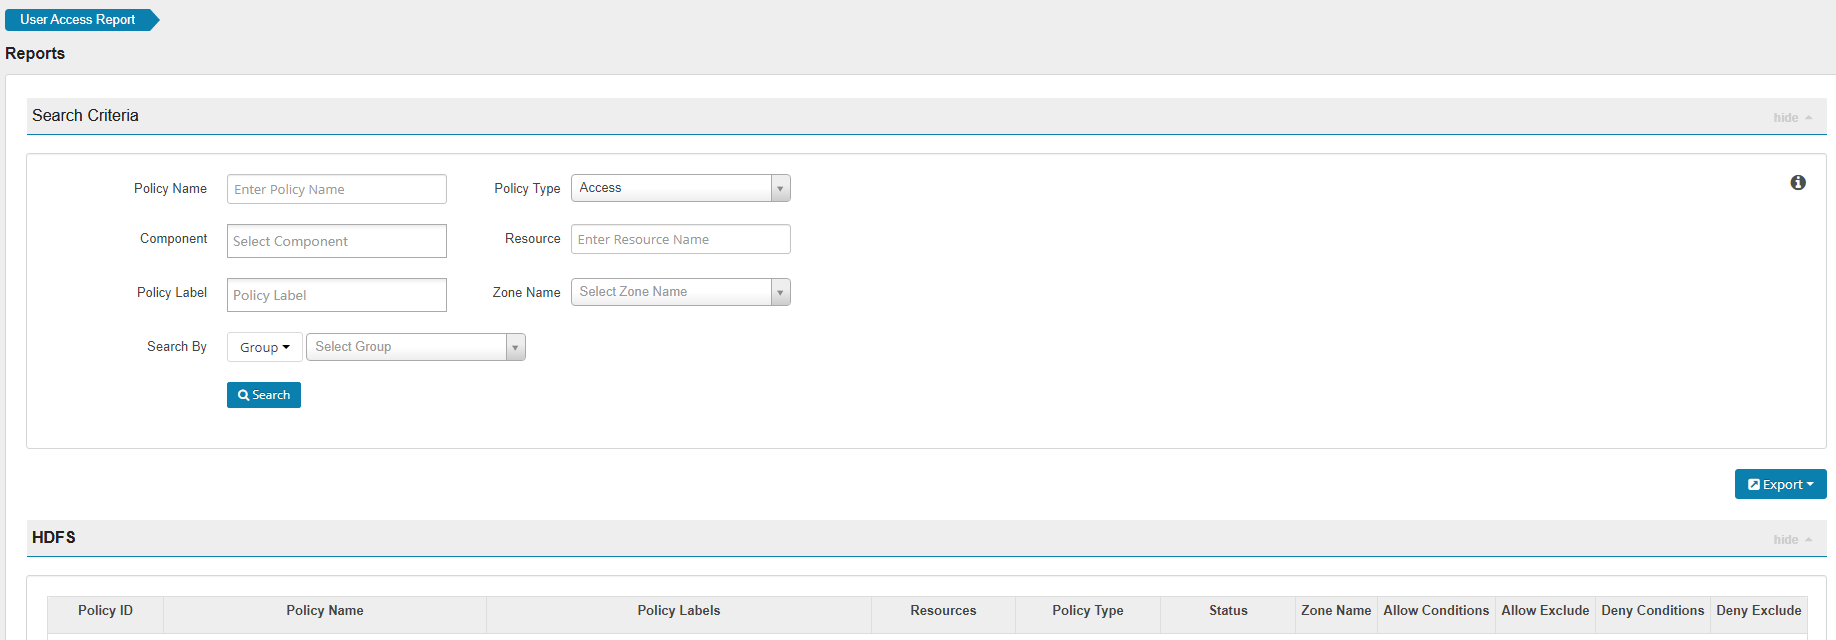 User Access Report
Reports
Search Criteria
hide
Policy Name
Enter Policy Name
Policy Type
Access
Component
Select Component
Resource
Enter Resource Name
Policy Label
Policy Label
Zone Name
Select Zone Name
Search By
Group
Select Group
Search
Export
HDFS
hide
Policy ID
Policy Name
Policy Labels
Resources
Policy Type
Status
Zone Name
Allow Conditions
Allow Exclude
Deny Conditions
Deny Exclude